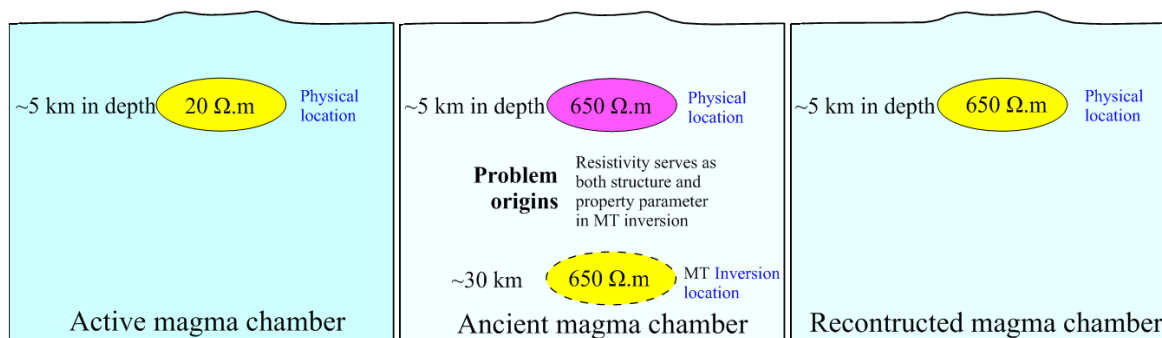 ~5 km in depth
20 Ω.m
Physical
location
Active magma chamber
~5 km in depth
650 Ω.m
Physical
location
Problem
origins
Resistivity serves as
both structure and
property parameter
in MT inversion
~30 km
650 Ω.m
MT Inversion
location
Ancient magma chamber
~5 km in depth
650 Ω.m
Physical
location
Recontructed magma chamber